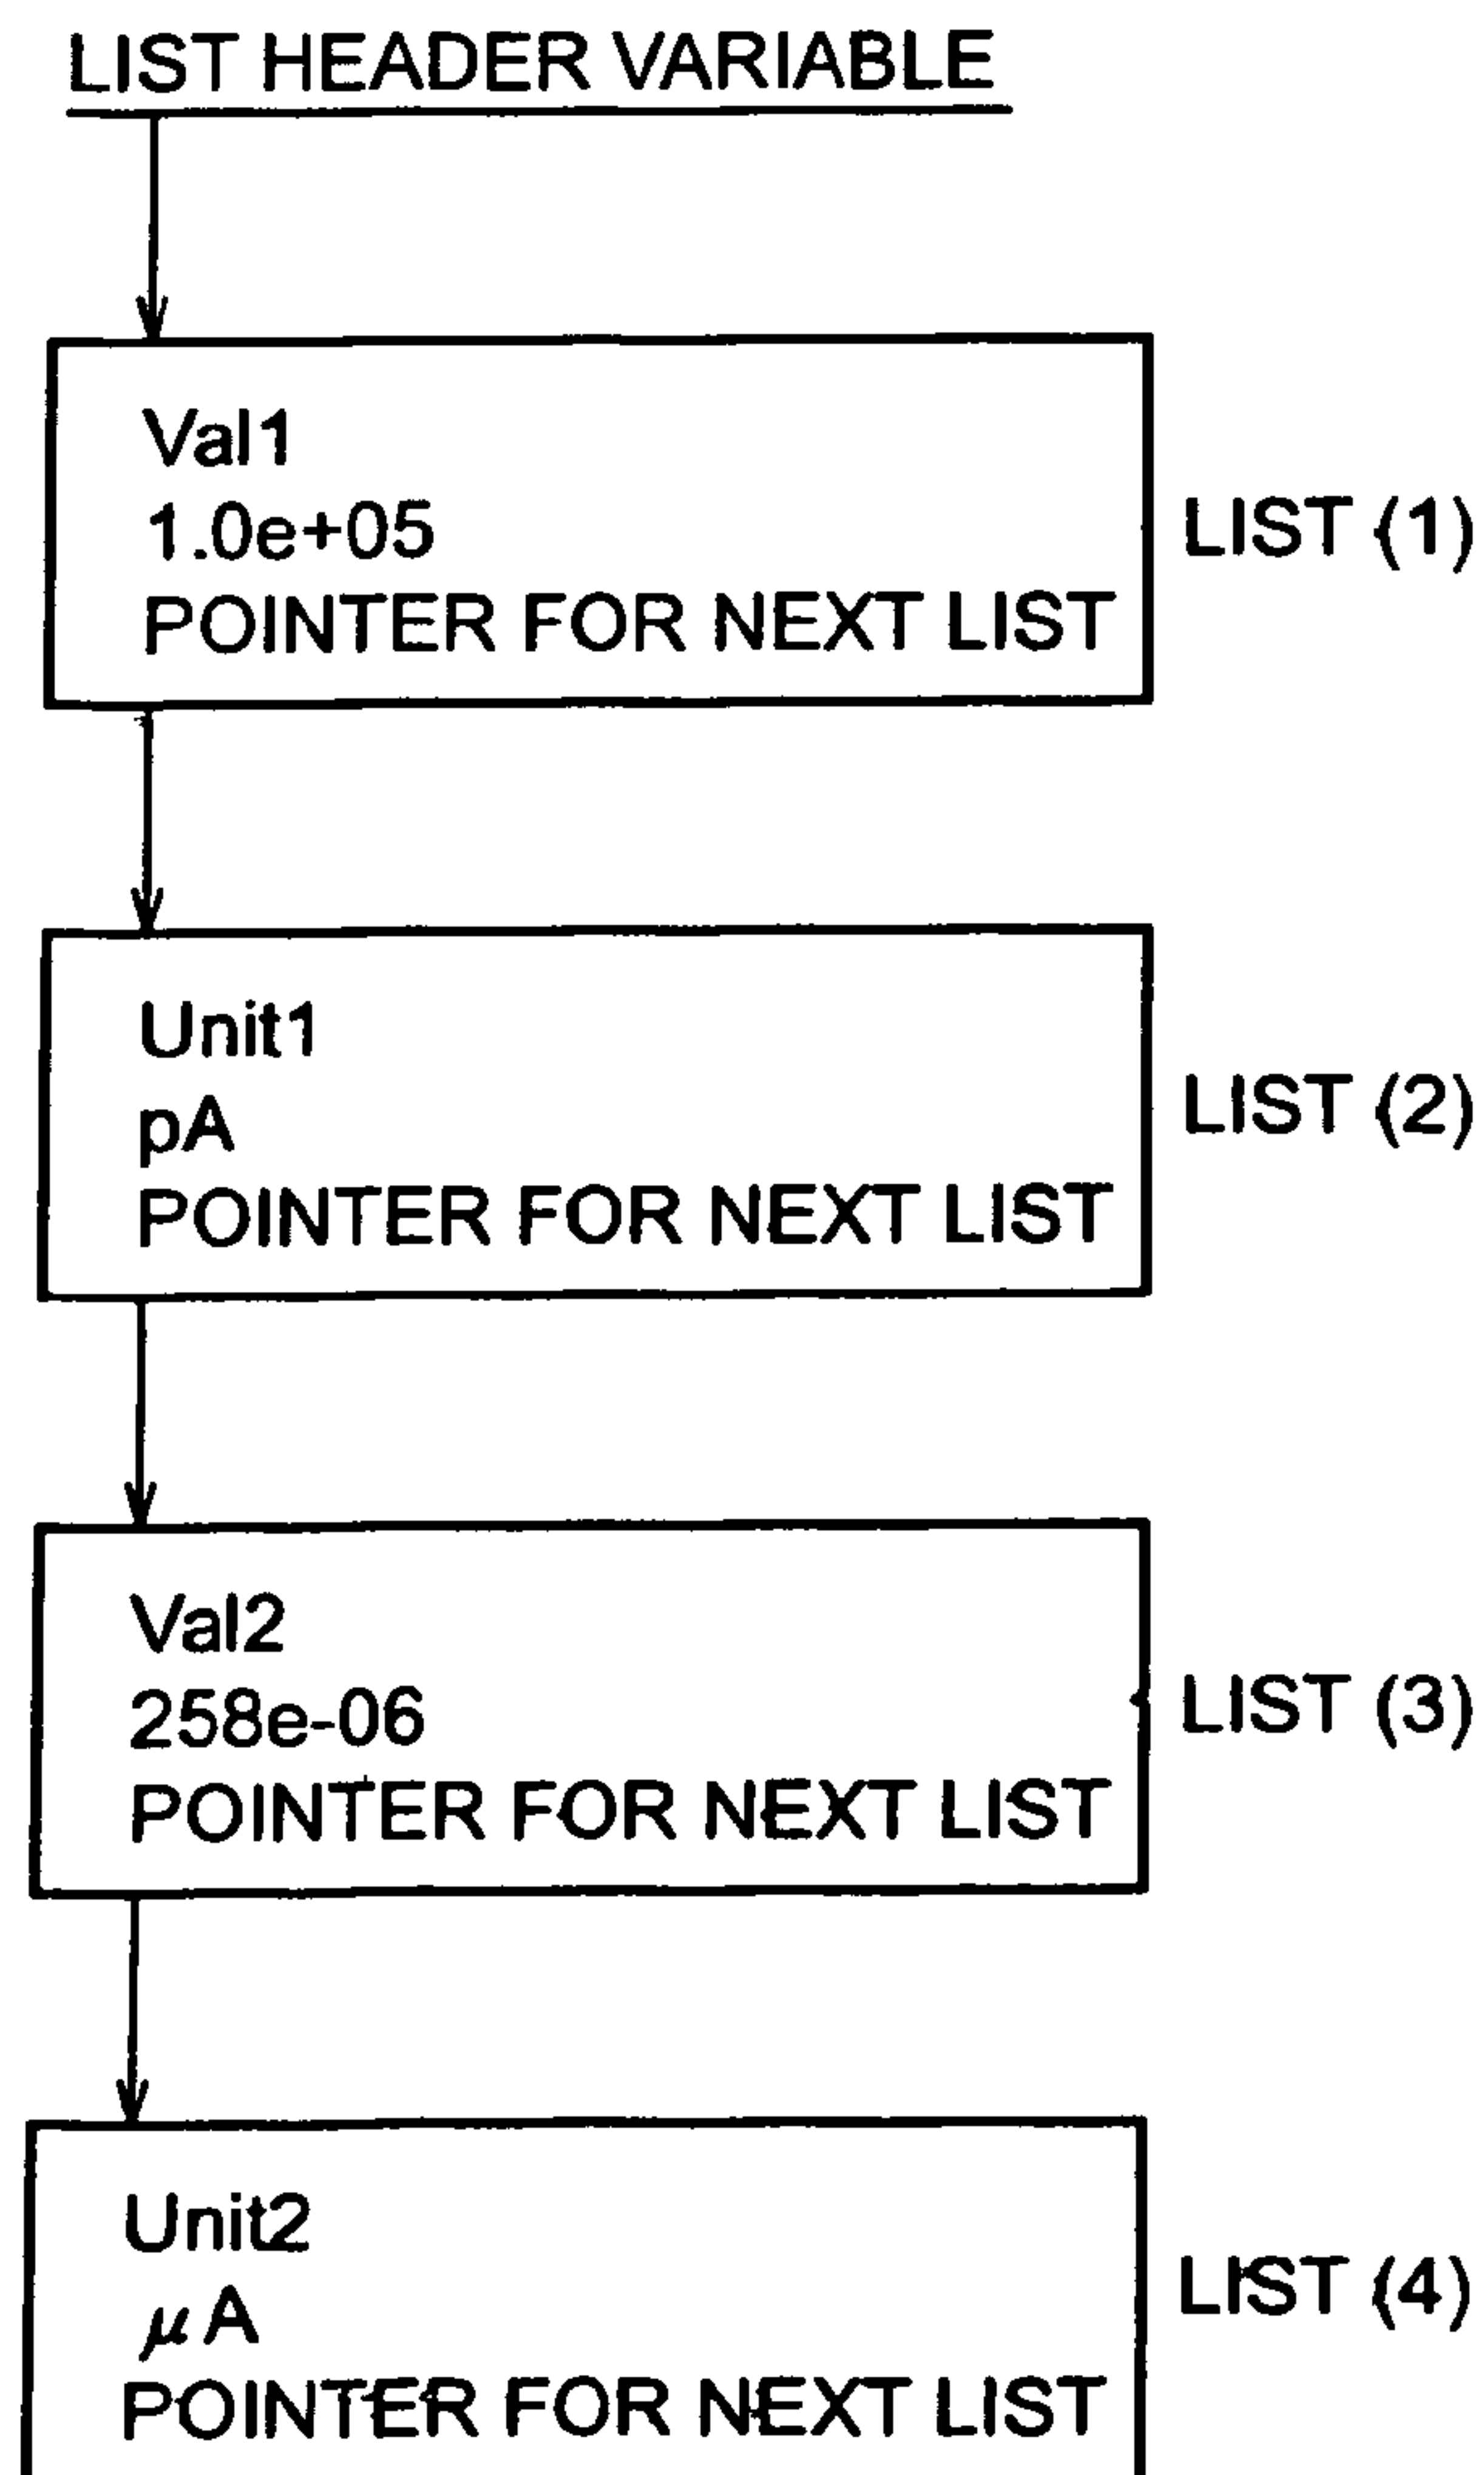 LIST HEADER VARIABLE
Val1
1.0e+05
POINTER FOR NEXT LIST
LIST (1)
Unit1
pA
POINTER FOR NEXT LIST
LIST (2)
Val2
258e-06
POINTER FOR NEXT LIST
LIST (3)
Unit2
μA
POINTER FOR NEXT LIST
LIST (4)